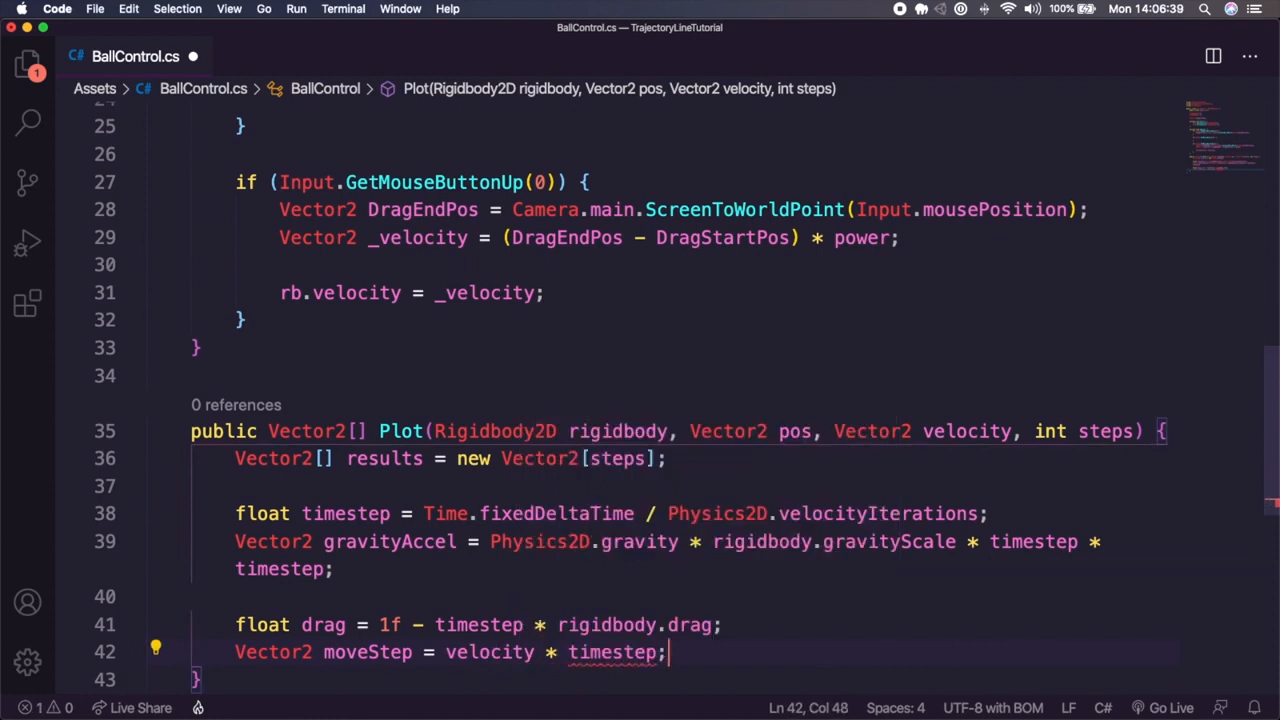 Code File Edit Selection View Go Run Terminal Window Help 100% Mon 14:06:39
BallControl.cs — TrajectoryLineTutorial
1
C# BallControl.cs
Assets > C# BallControl.cs > BallControl > Plot(Rigidbody2D rigidbody, Vector2 pos, Vector2 velocity, int steps)
24
25 }
26
27 if (Input.GetMouseButtonUp(0)) {
28 Vector2 DragEndPos = Camera.main.ScreenToWorldPoint(Input.mousePosition);
29 Vector2 _velocity = (DragEndPos - DragStartPos) * power;
30
31 rb.velocity = _velocity;
32 }
33 }
34
0 references
35 public Vector2[] Plot(Rigidbody2D rigidbody, Vector2 pos, Vector2 velocity, int steps) {
36 Vector2[] results = new Vector2[steps];
37
38 float timestep = Time.fixedDeltaTime / Physics2D.velocityIterations;
39 Vector2 gravityAccel = Physics2D.gravity * rigidbody.gravityScale * timestep *
timestep;
40
41 float drag = 1f - timestep * rigidbody.drag;
42 Vector2 moveStep = velocity * timestep;
43 }
1 0 Live Share Ln 42, Col 48 Spaces: 4 UTF-8 with BOM LF C# Go Live